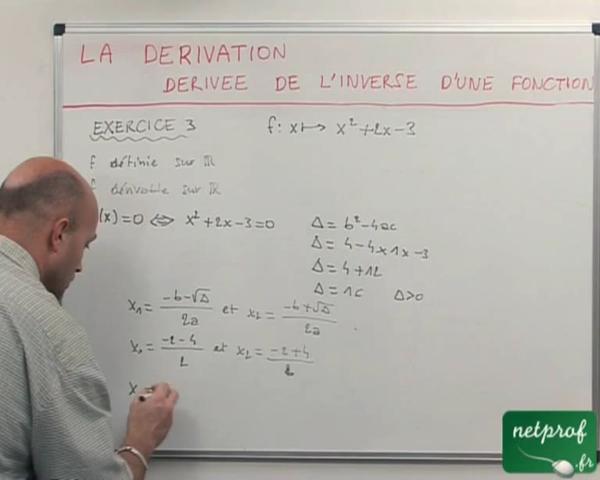 LA DERIVATION
DERIVEE DE L'INVERSE D'UNE FONCTION
EXERCICE 3 f: x ↦ x² + 2x - 3
f définie sur ℝ
f dérivable sur ℝ
(x) = 0 ⇔ x² + 2x - 3 = 0
Δ = b² - 4ac
Δ = 4 - 4 x 1 x -3
Δ = 4 + 12
Δ = 16 Δ > 0
x₁ = (-b - √Δ) / 2a et x₂ = (-b + √Δ) / 2a
x₁ = (-2 - 4) / 2 et x₂ = (-2 + 4) / 2
x
netprof
.fr